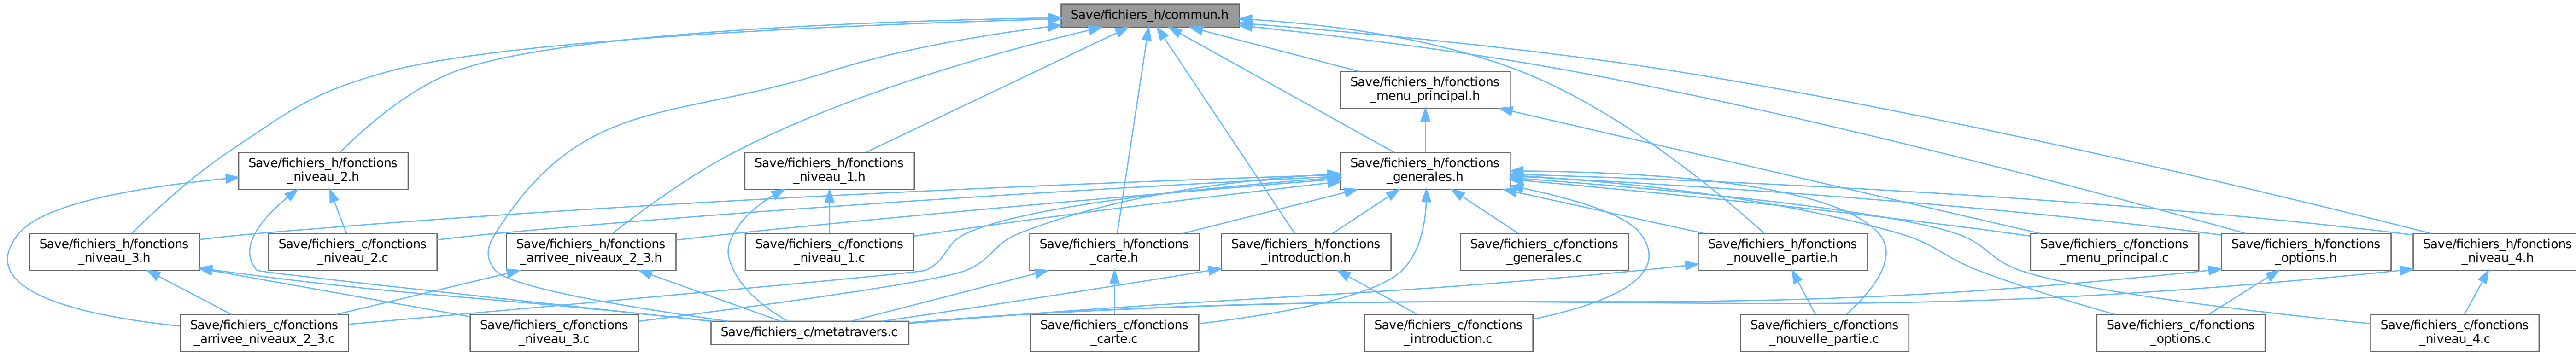 Save/fichiers_h/commun.h
Save/fichiers_h/fonctions
_menu_principal.h
Save/fichiers_h/fonctions
_niveau_2.h
Save/fichiers_h/fonctions
_niveau_1.h
Save/fichiers_h/fonctions
_generales.h
Save/fichiers_h/fonctions
_niveau_3.h
Save/fichiers_c/fonctions
_niveau_2.c
Save/fichiers_h/fonctions
_arrivee_niveaux_2_3.h
Save/fichiers_c/fonctions
_niveau_1.c
Save/fichiers_h/fonctions
_carte.h
Save/fichiers_h/fonctions
_introduction.h
Save/fichiers_c/fonctions
_generales.c
Save/fichiers_h/fonctions
_nouvelle_partie.h
Save/fichiers_c/fonctions
_menu_principal.c
Save/fichiers_h/fonctions
_options.h
Save/fichiers_h/fonctions
_niveau_4.h
Save/fichiers_c/fonctions
_arrivee_niveaux_2_3.c
Save/fichiers_c/fonctions
_niveau_3.c
Save/fichiers_c/metatravers.c
Save/fichiers_c/fonctions
_carte.c
Save/fichiers_c/fonctions
_introduction.c
Save/fichiers_c/fonctions
_nouvelle_partie.c
Save/fichiers_c/fonctions
_options.c
Save/fichiers_c/fonctions
_niveau_4.c